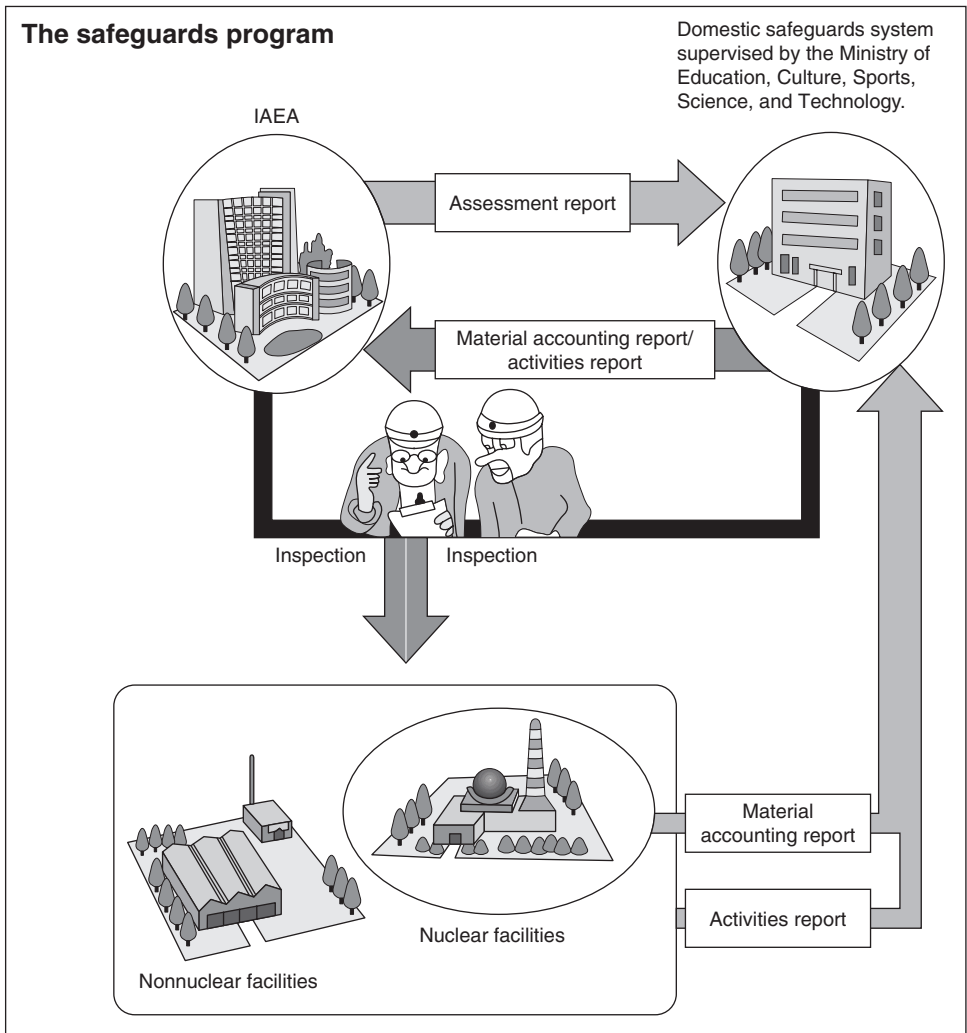 The safeguards program
Domestic safeguards system
supervised by the Ministry of
Education, Culture, Sports,
Science, and Technology.
IAEA
Assessment report
Material accounting report/
activities report
Inspection
Inspection
Material
accounting report
Activities report
Nuclear facilities
Nonnuclear facilities